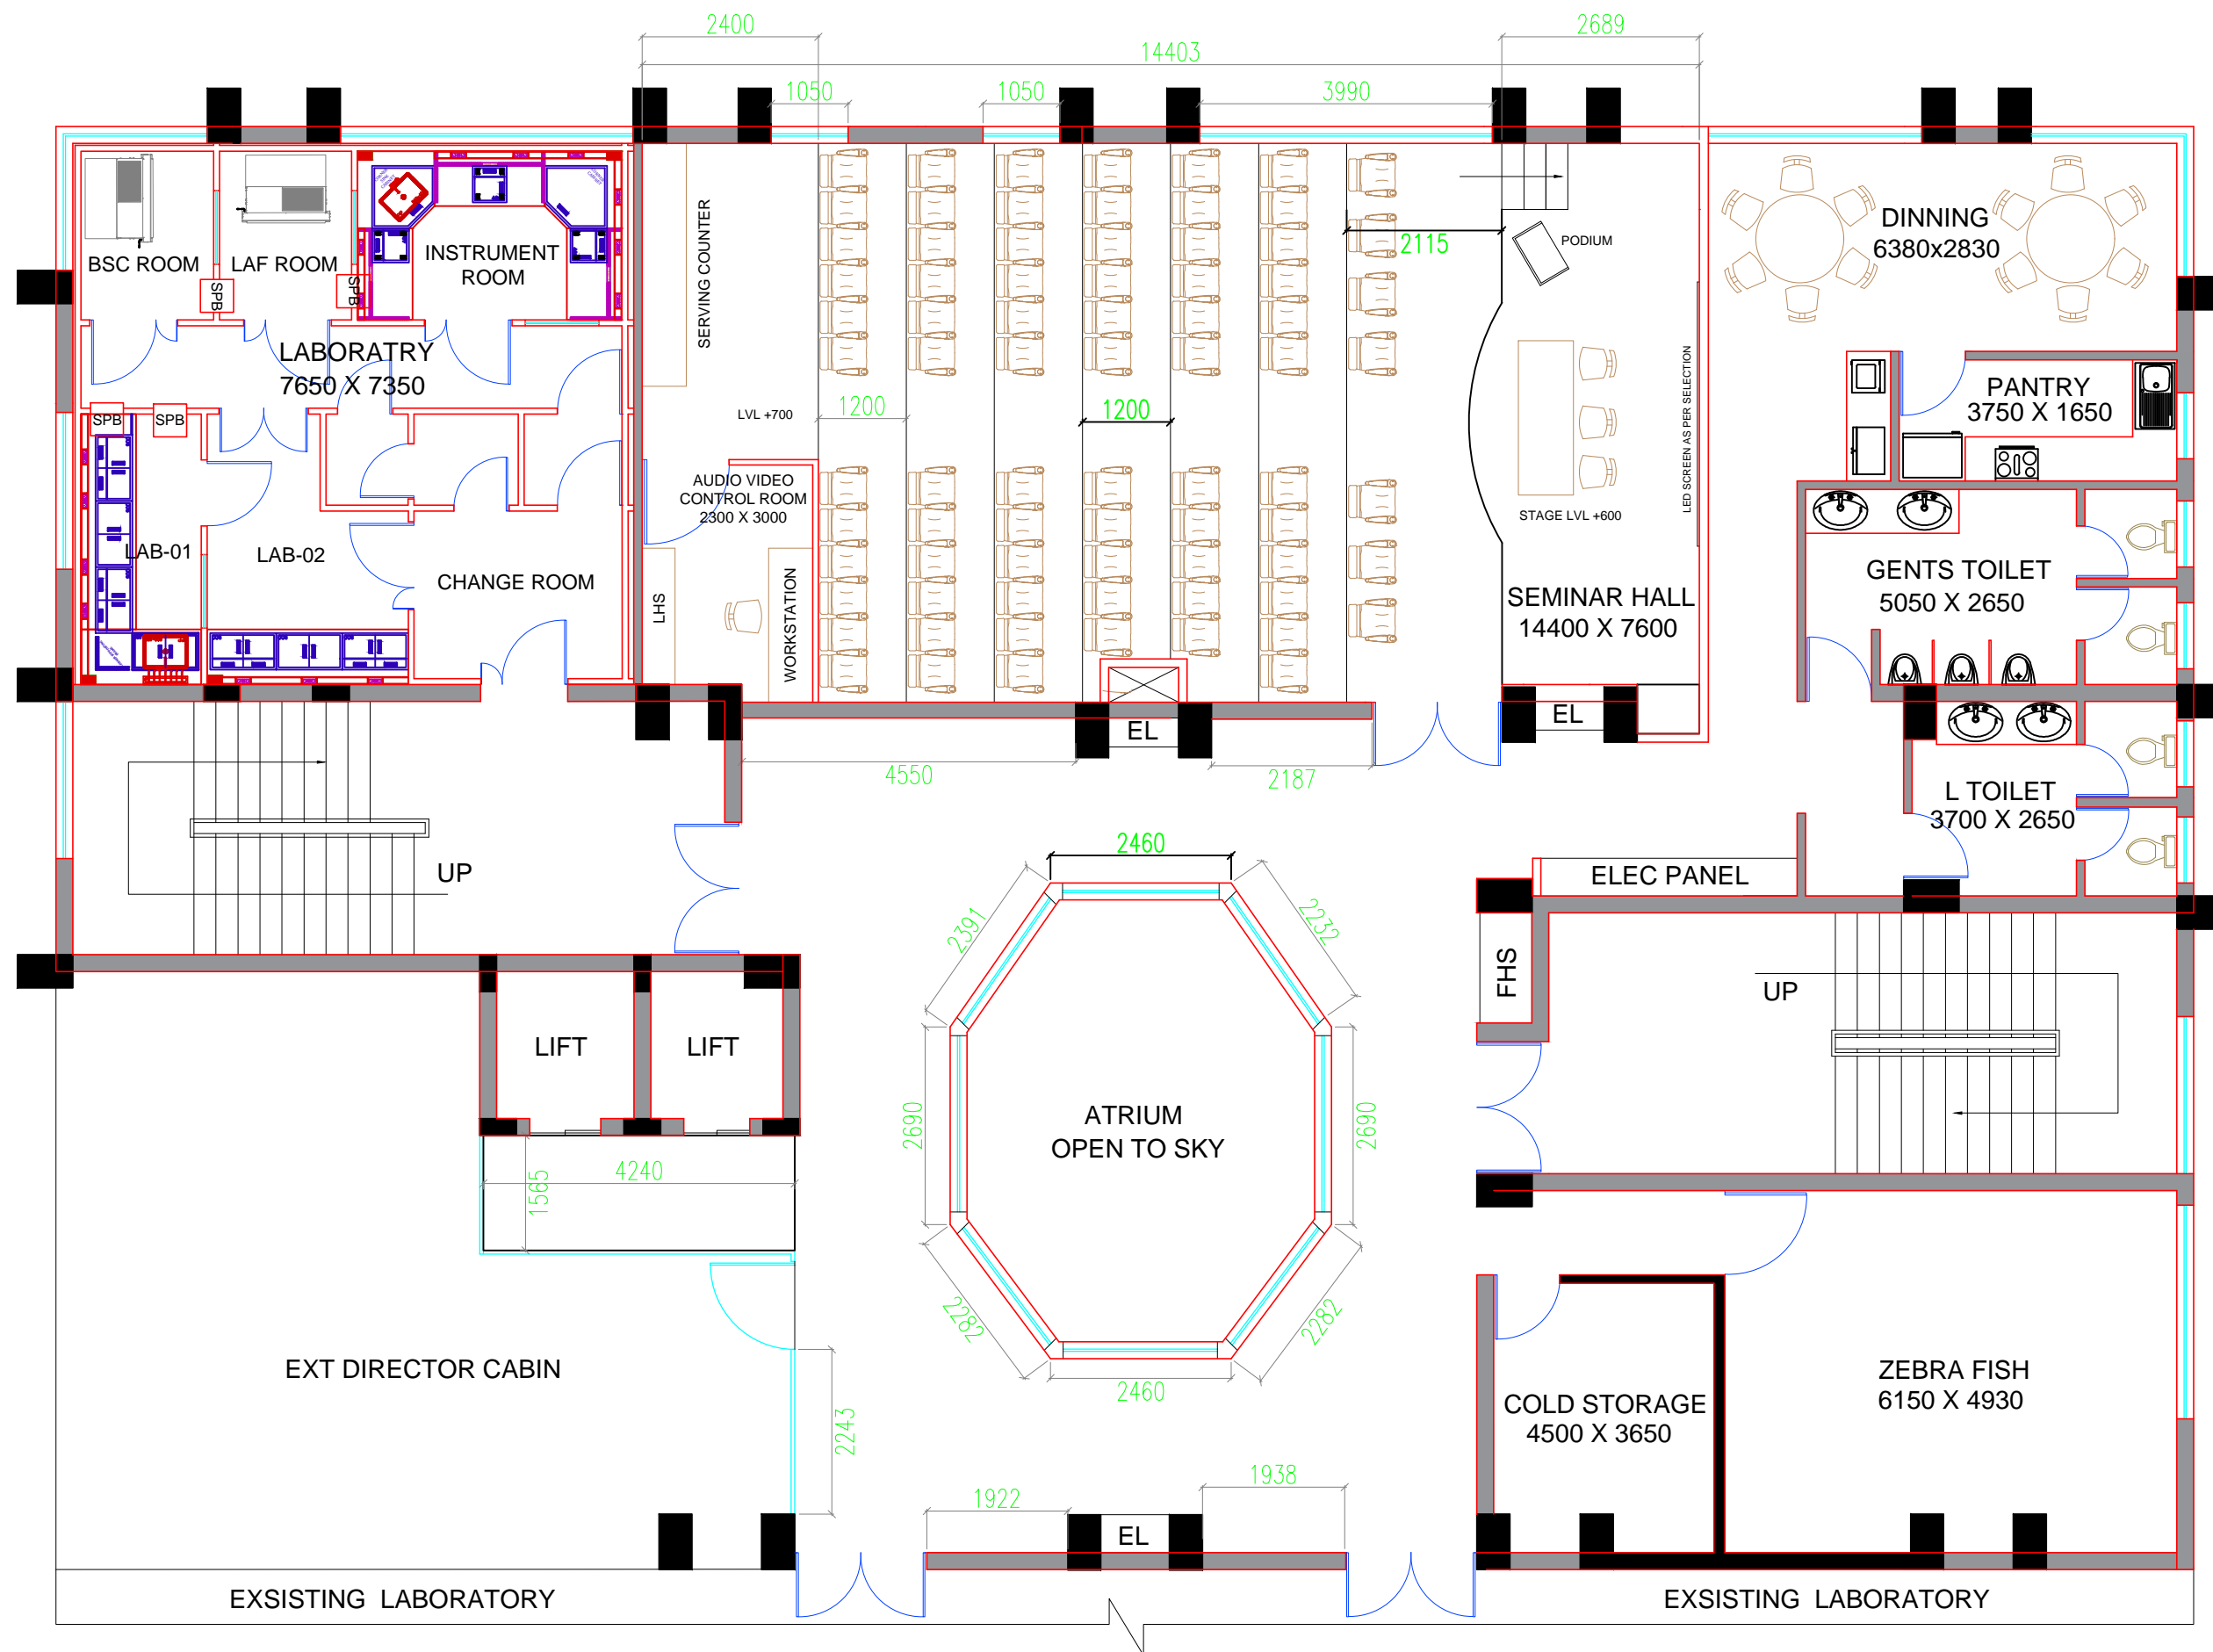 2400
2689
14403
1050
1050
3990
BSC ROOM
LAF ROOM
INSTRUMENT
ROOM
SPB
SPB
LABORATRY
7650 X 7350
SPB
SPB
LAB-01
LAB-02
CHANGE ROOM
SERVING COUNTER
LVL +700
1200
1200
2115
AUDIO VIDEO
CONTROL ROOM
2300 X 3000
LHS
WORKSTATION
PODIUM
LED SCREEN AS PER SELECTION
STAGE LVL +600
SEMINAR HALL
14400 X 7600
DINNING
6380x2830
PANTRY
3750 X 1650
GENTS TOILET
5050 X 2650
L TOILET
3700 X 2650
EL
EL
4550
2187
UP
ELEC PANEL
2460
2391
2232
FHS
UP
LIFT
LIFT
2690
2690
ATRIUM
OPEN TO SKY
4240
1565
2282
2282
2460
EXT DIRECTOR CABIN
2243
COLD STORAGE
4500 X 3650
ZEBRA FISH
6150 X 4930
1922
1938
EL
EXSISTING LABORATORY
EXSISTING LABORATORY